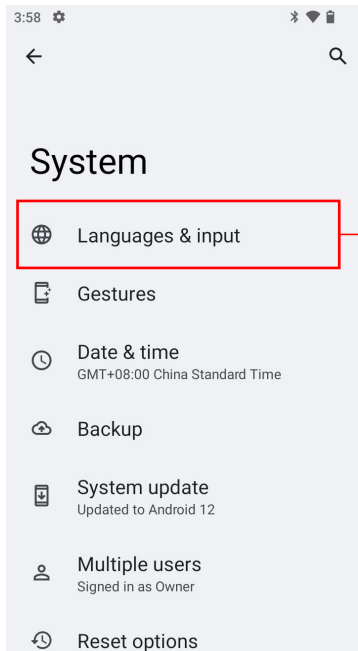 3:58
System
Languages & input
Gestures
Date & time
GMT+08:00 China Standard Time
Backup
System update
Updated to Android 12
Multiple users
Signed in as Owner
Reset options